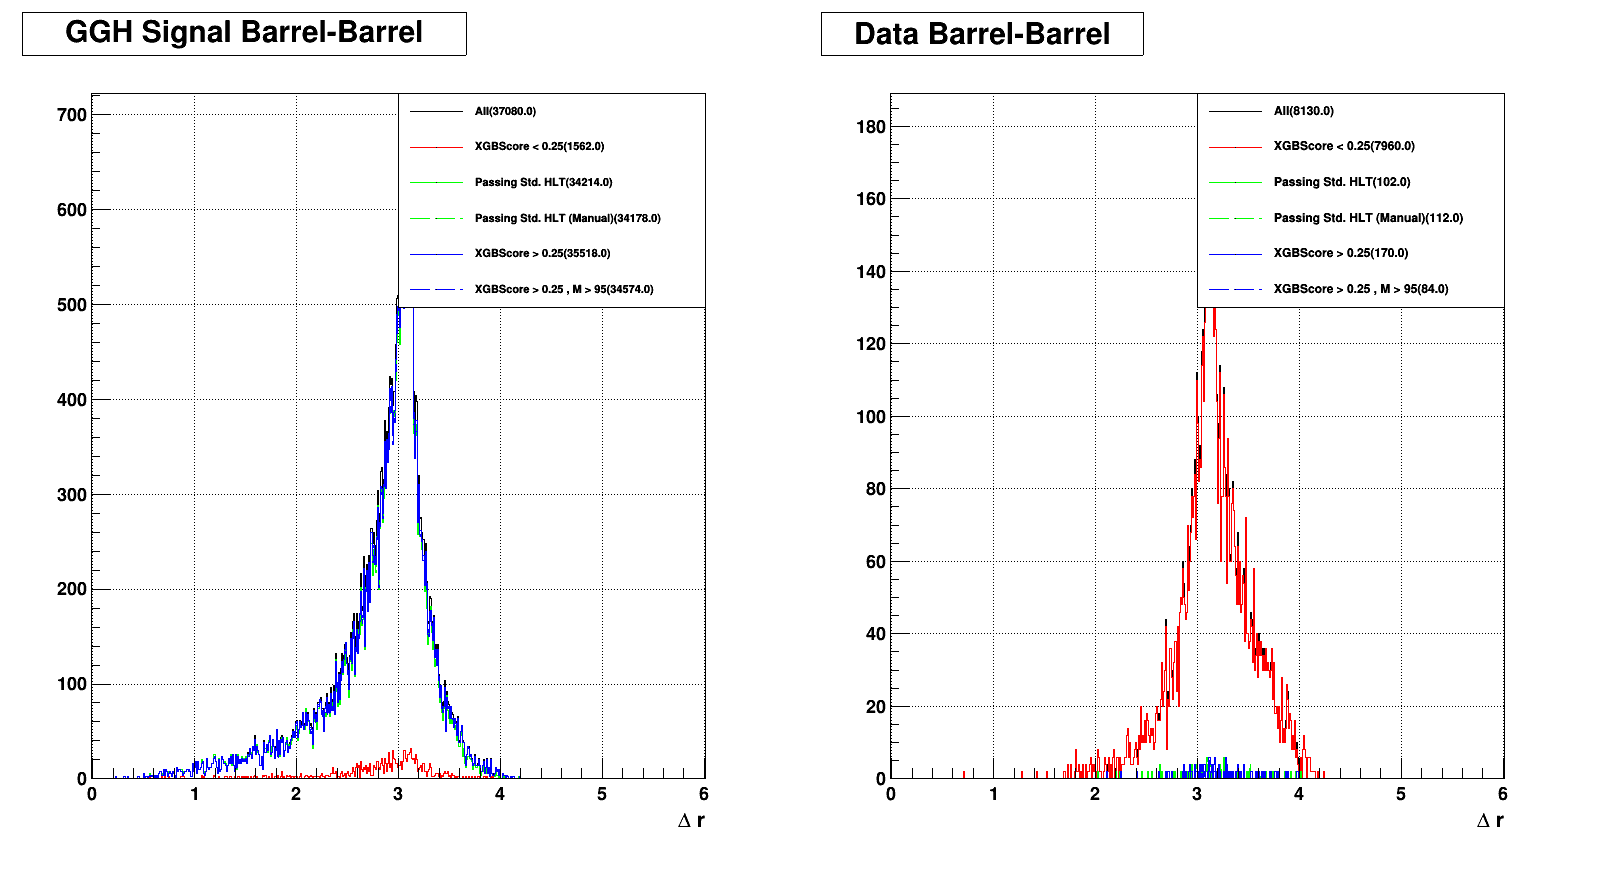 GGH Signal Barrel-Barrel
700
600
500
400
300
200
100
0
0 1 2 3 4 5 6
Δ r
All(37080.0)
XGBScore < 0.25(1562.0)
Passing Std. HLT(34214.0)
Passing Std. HLT (Manual)(34178.0)
XGBScore > 0.25(35518.0)
XGBScore > 0.25 , M > 95(34574.0)
Data Barrel-Barrel
180
160
140
120
100
80
60
40
20
0
0 1 2 3 4 5 6
Δ r
All(8130.0)
XGBScore < 0.25(7960.0)
Passing Std. HLT(102.0)
Passing Std. HLT (Manual)(112.0)
XGBScore > 0.25(170.0)
XGBScore > 0.25 , M > 95(84.0)